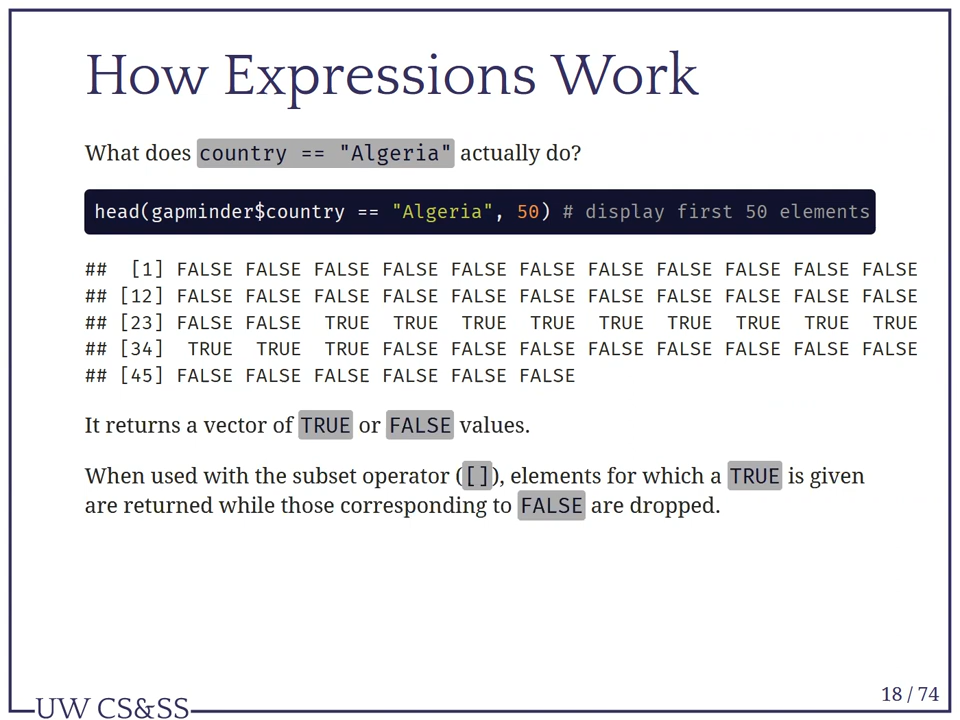 How Expressions Work
What does country == "Algeria" actually do?
head(gapminder$country == "Algeria", 50) # display first 50 elements
##  [1] FALSE FALSE FALSE FALSE FALSE FALSE FALSE FALSE FALSE FALSE FALSE
## [12] FALSE FALSE FALSE FALSE FALSE FALSE FALSE FALSE FALSE FALSE FALSE
## [23] FALSE FALSE  TRUE  TRUE  TRUE  TRUE  TRUE  TRUE  TRUE  TRUE  TRUE
## [34]  TRUE  TRUE  TRUE FALSE FALSE FALSE FALSE FALSE FALSE FALSE FALSE
## [45] FALSE FALSE FALSE FALSE FALSE FALSE
It returns a vector of TRUE or FALSE values.
When used with the subset operator ([]), elements for which a TRUE is given
are returned while those corresponding to FALSE are dropped.
UW CS&SS
18 / 74